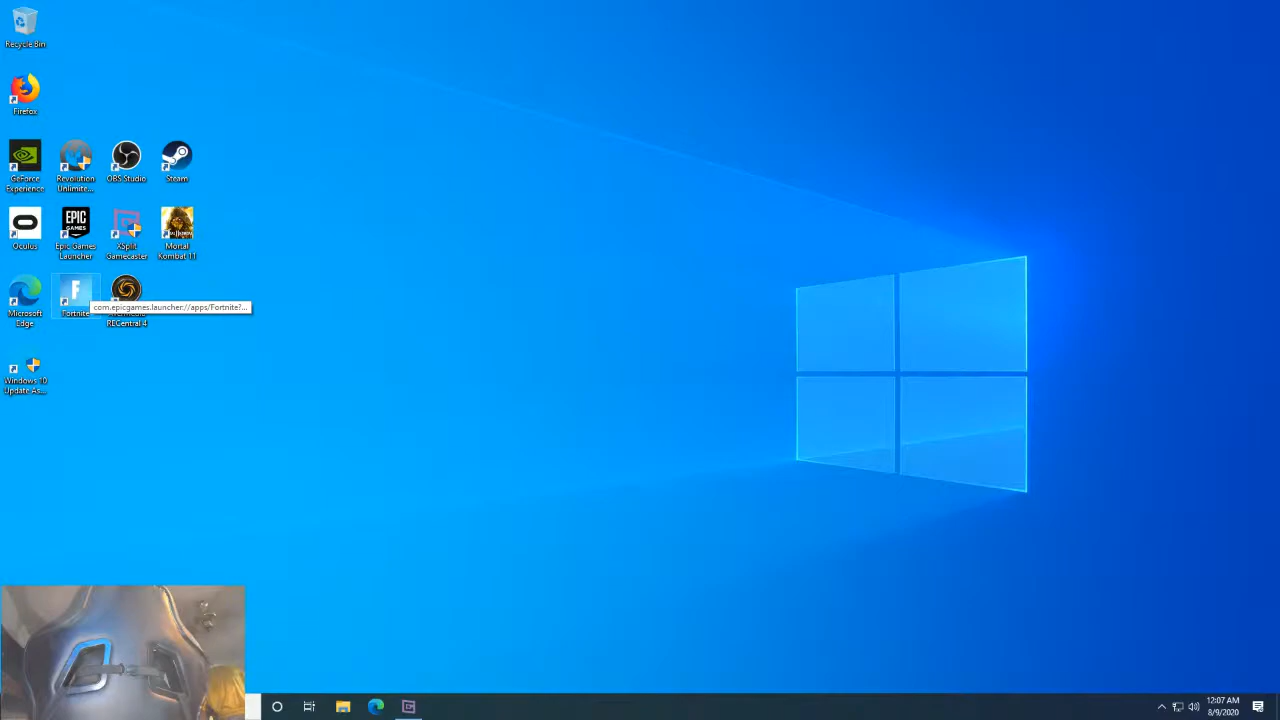 Recycle Bin
Firefox
GeForce
Experience
Revolution
Unlimite...
OBS Studio
Steam
Oculus
EPIC
GAMES
Epic Games
Launcher
XSplit
Gamecaster
Mortal
Kombat 11
Microsoft
Edge
F
Fortnite
com.epicgames.launcher://apps/Fortnite?...
RECentral 4
Windows 10
Update As...
12:07 AM
8/9/2020